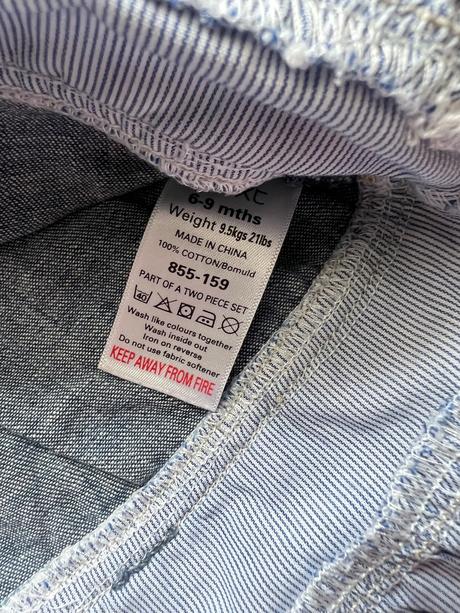 6-9 mths
Weight 9.5kgs 21lbs
MADE IN CHINA
100% COTTON/Bomuld
855-159
PART OF A TWO PIECE SET
40
Wash like colours together
Wash inside out
Iron on reverse
Do not use fabric softener
KEEP AWAY FROM FIRE